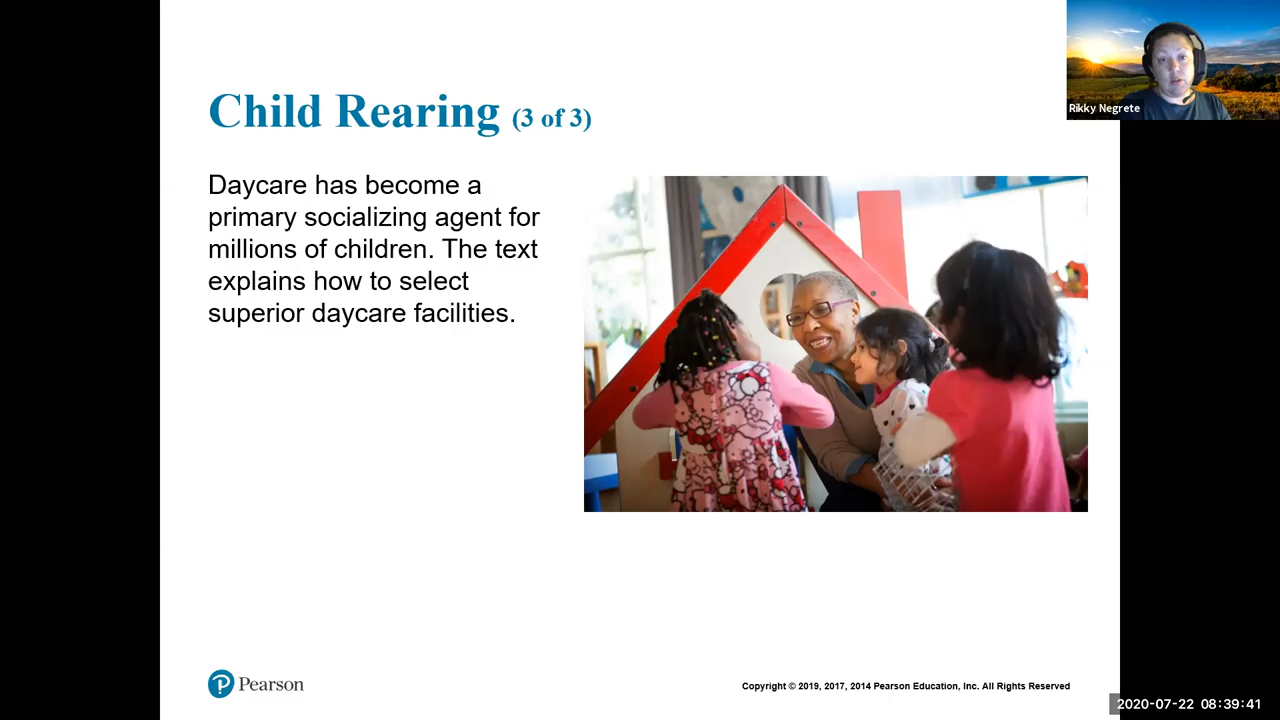 Rikky Negrete
Child Rearing (3 of 3)
Daycare has become a
primary socializing agent for
millions of children. The text
explains how to select
superior daycare facilities.
Pearson
Copyright © 2019, 2017, 2014 Pearson Education, Inc. All Rights Reserved
2020-07-22 08:39:41